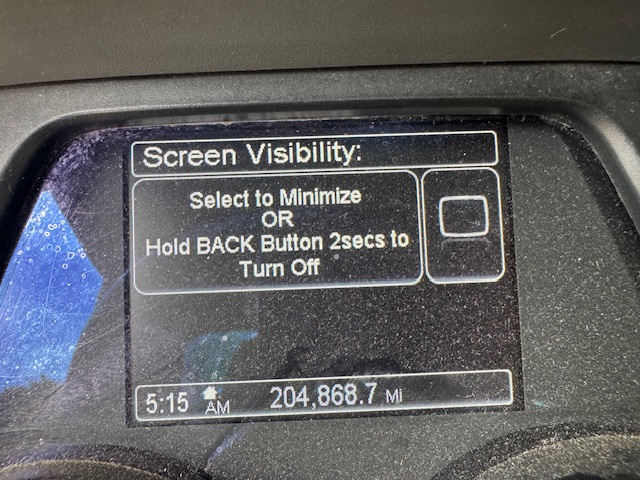 Screen Visibility:
Select to Minimize
OR
Hold BACK Button 2secs to
Turn Off
5:15 AM 204,868.7 Mi